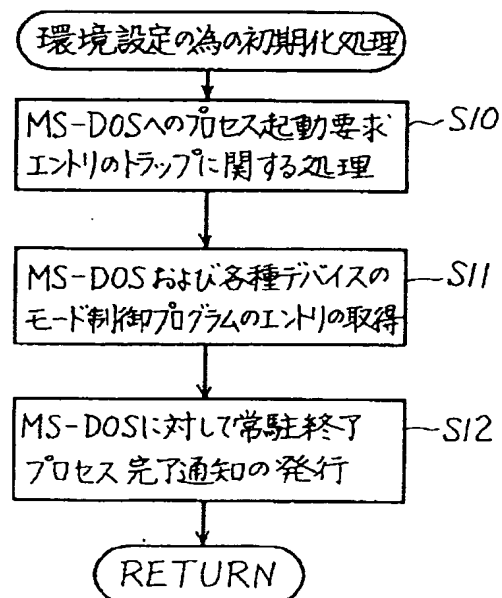 環境設定の為の初期化処理
MS-DOSへのプロセス起動要求
エントリのトラップに関する処理
S10
MS-DOSおよび各種デバイスの
モード制御プログラムのエントリの取得
S11
MS-DOSに対して常駐終了
プロセス完了通知の発行
S12
RETURN